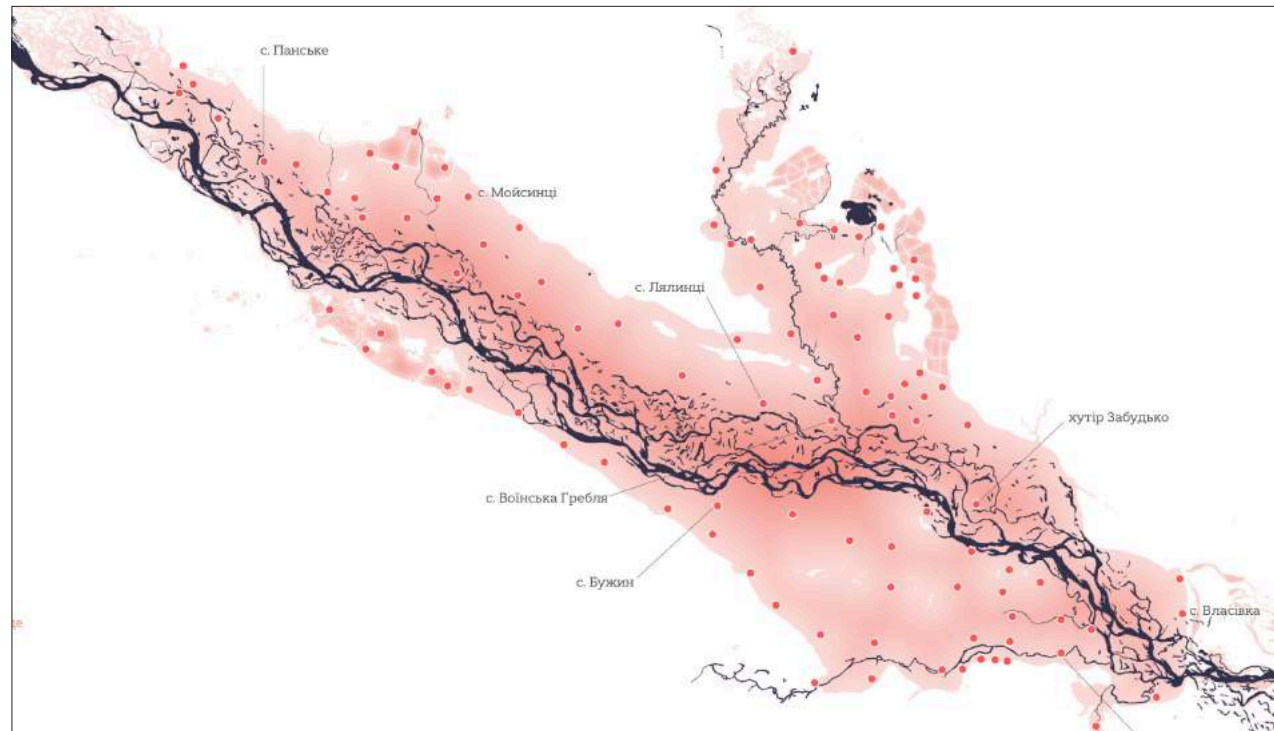 с. Панське
с. Мойсинці
с. Лялинці
хутір Забудько
с. Воїнська Гребля
с. Бужин
с. Власівка